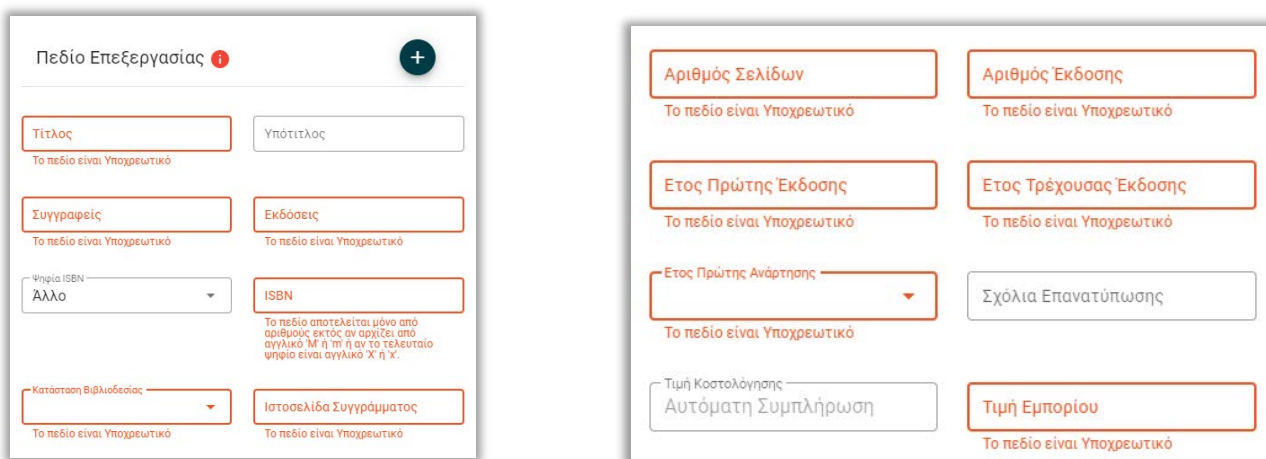 Πεδίο Επεξεργασίας
Τίτλος
Υπότιτλος
Το πεδίο είναι Υποχρεωτικό
Συγγραφείς
Εκδόσεις
Το πεδίο είναι Υποχρεωτικό
Το πεδίο είναι Υποχρεωτικό
Ψηφία ISBN
Άλλο
ISBN
Το πεδίο αποτελείται μόνο από
αριθμούς εκτός αν αρχίζει από
αγγλικό 'M' ή 'm' ή αν το τελευταίο
ψηφίο είναι αγγλικό 'X' ή 'x'.
Κατάσταση Βιβλιοδεσίας
Ιστοσελίδα Συγγράμματος
Το πεδίο είναι Υποχρεωτικό
Το πεδίο είναι Υποχρεωτικό
Αριθμός Σελίδων
Αριθμός Έκδοσης
Το πεδίο είναι Υποχρεωτικό
Το πεδίο είναι Υποχρεωτικό
Ετος Πρώτης Έκδοσης
Ετος Τρέχουσας Έκδοσης
Το πεδίο είναι Υποχρεωτικό
Το πεδίο είναι Υποχρεωτικό
Ετος Πρώτης Ανάρτησης
Σχόλια Επανατύπωσης
Το πεδίο είναι Υποχρεωτικό
Τιμή Κοστολόγησης
Αυτόματη Συμπλήρωση
Τιμή Εμπορίου
Το πεδίο είναι Υποχρεωτικό